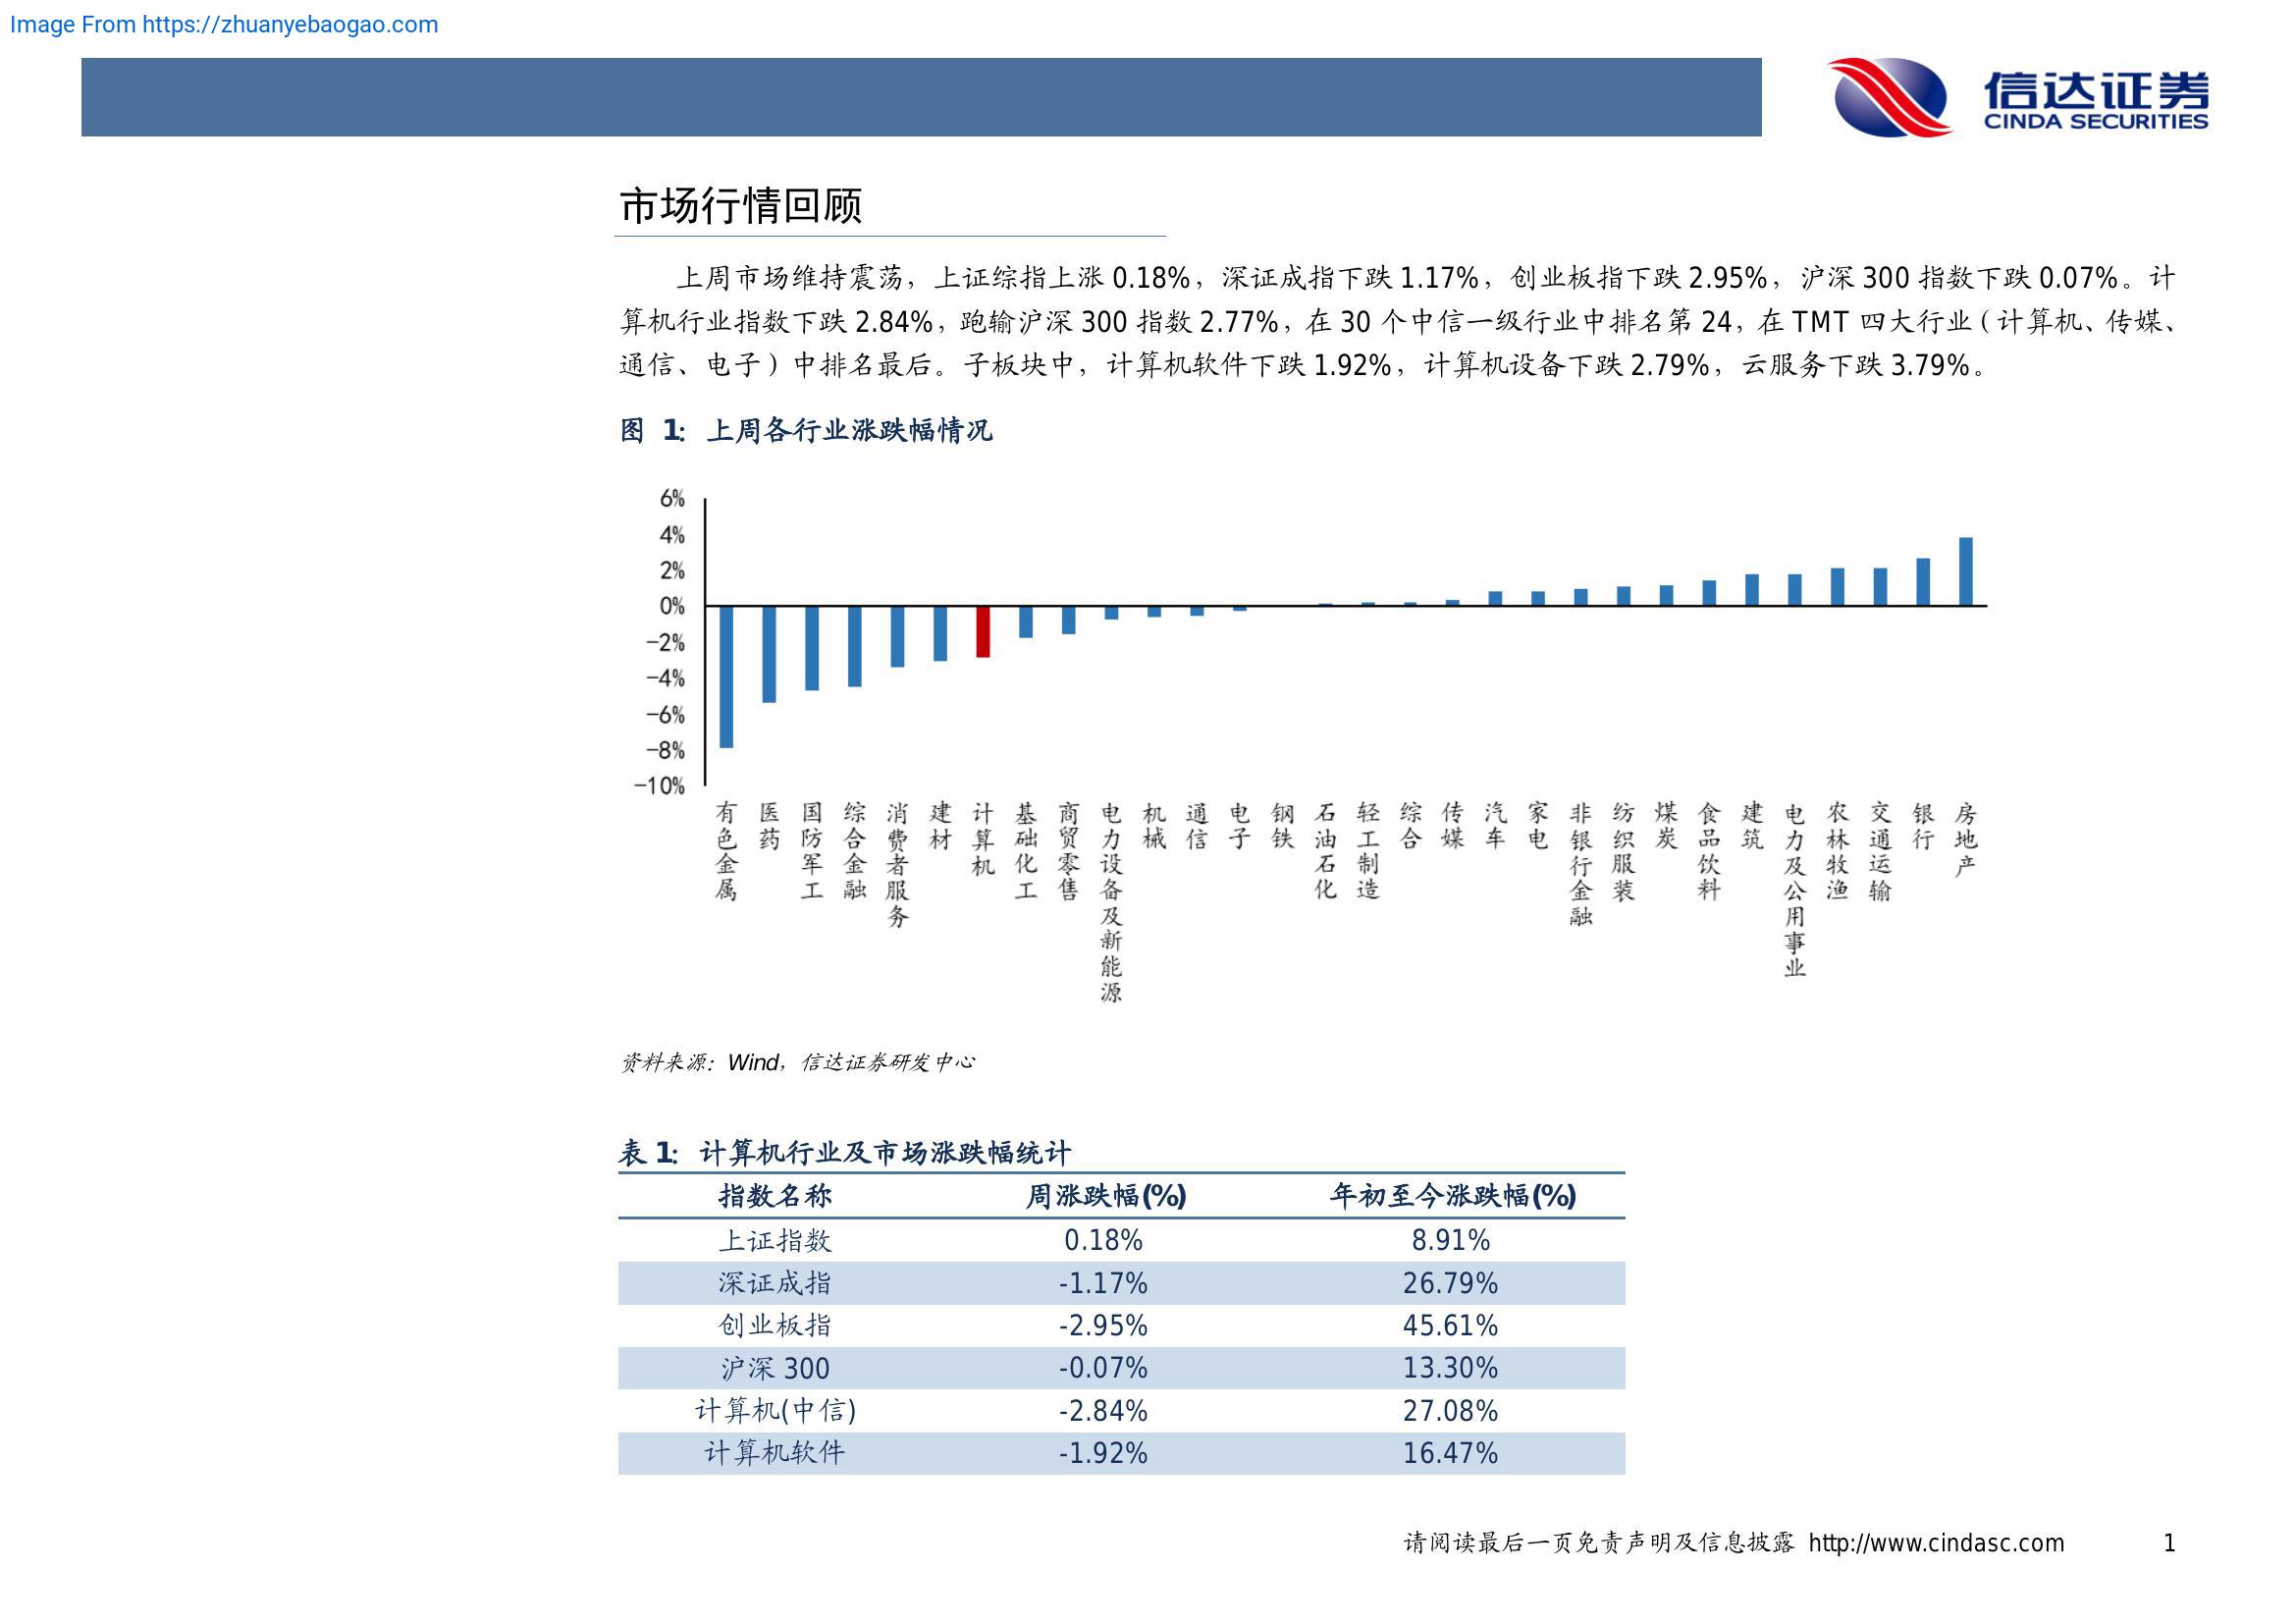 Image From https://zhuanyebaogao.com
信达证券
CINDA SECURITIES
市场行情回顾
上周市场维持震荡，上证综指上涨 0.18%，深证成指下跌 1.17%，创业板指下跌 2.95%，沪深 300 指数下跌 0.07%。计
算机行业指数下跌 2.84%，跑输沪深 300 指数 2.77%，在 30 个中信一级行业中排名第 24，在 TMT 四大行业（计算机、传媒、
通信、电子）中排名最后。子板块中，计算机软件下跌 1.92%，计算机设备下跌 2.79%，云服务下跌 3.79%。
图 1：上周各行业涨跌幅情况
6%
4%
2%
0%
-2%
-4%
-6%
-8%
-10%
有色金属
医药
国防军工
综合金融
消费者服务
建材
计算机
基础化工
商贸零售
电力设备及新能源
机械
通信
电子
钢铁
石油石化
轻工制造
综合
传媒
汽车
家电
非银行金融
纺织服装
煤炭
食品饮料
建筑
电力及公用事业
农林牧渔
交通运输
银行
房地产
资料来源：Wind，信达证券研发中心
表 1：计算机行业及市场涨跌幅统计
指数名称 周涨跌幅(%) 年初至今涨跌幅(%)
上证指数 0.18% 8.91%
深证成指 -1.17% 26.79%
创业板指 -2.95% 45.61%
沪深 300 -0.07% 13.30%
计算机(中信) -2.84% 27.08%
计算机软件 -1.92% 16.47%
请阅读最后一页免责声明及信息披露 http://www.cindasc.com 1